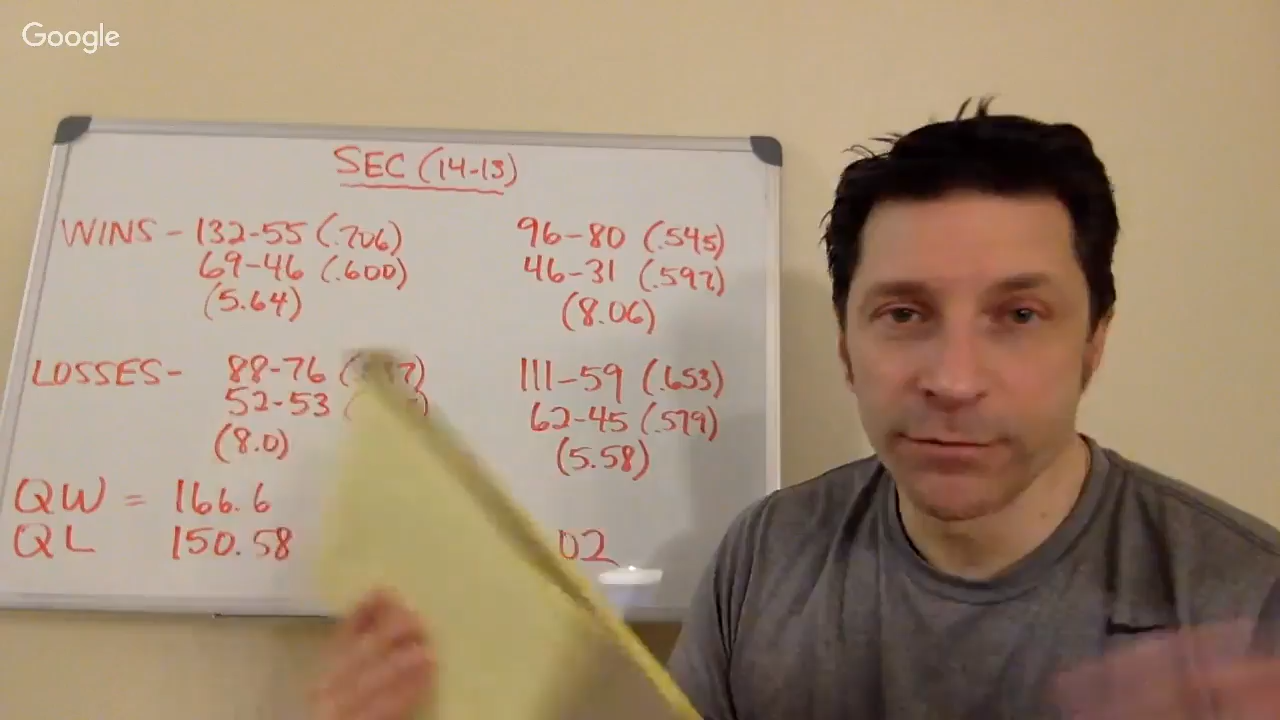 Google
SEC (14-13)
WINS - 132-55 (.706) 96-80 (.545)
69-46 (.600) 46-31 (.597)
(5.64) (8.06)
LOSSES - 88-76 111-59 (.653)
52-53 62-45 (.579)
(8.0) (5.58)
QW = 166.6
QL 150.58 02